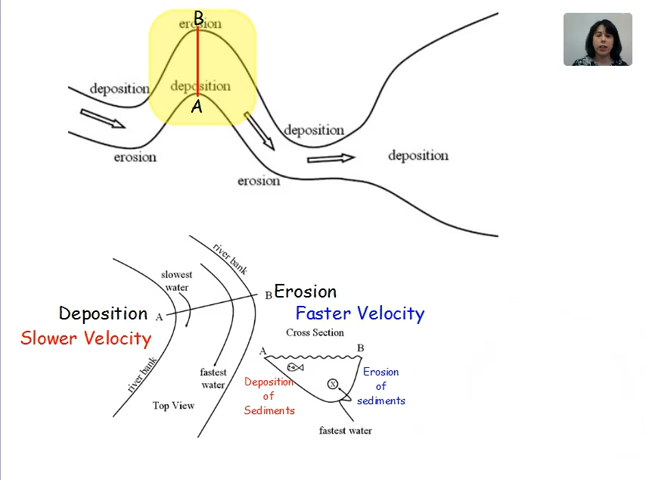 B
erosion
deposition
deposition
A
deposition
deposition
erosion
erosion
river bank
slowest
water
B
Erosion
Deposition
A
Faster Velocity
Slower Velocity
Cross Section
A
B
river bank
fastest
water
Deposition
of
Sediments
x
Erosion
of
sediments
Top View
fastest water